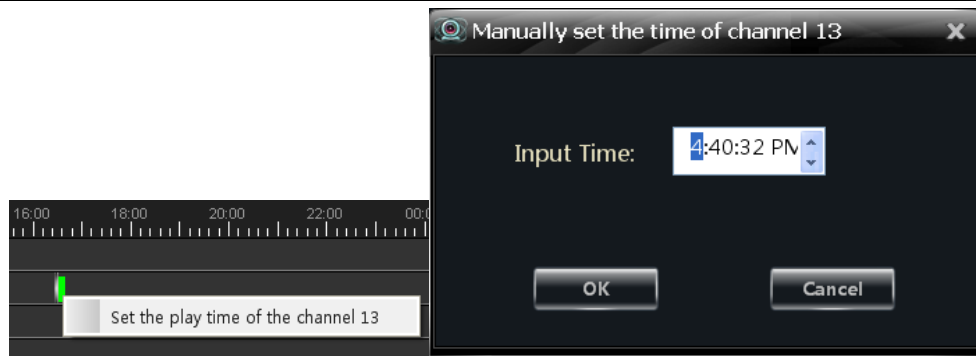 Manually set the time of channel 13
Input Time: 4:40:32 PM
OK Cancel
16:00 18:00 20:00 22:00 00:
Set the play time of the channel 13